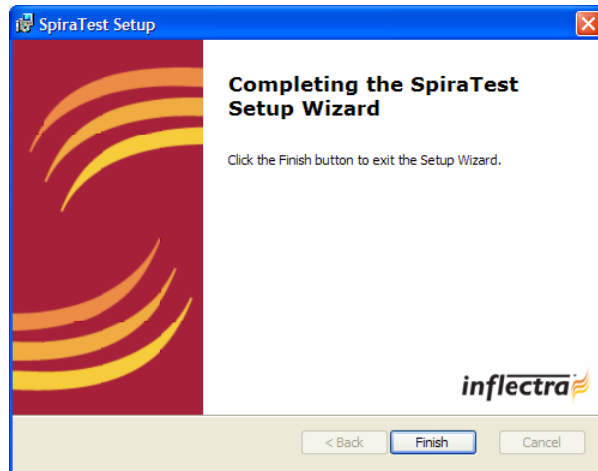 SpiraTest Setup
Completing the SpiraTest
Setup Wizard
Click the Finish button to exit the Setup Wizard.
inflectra
< Back Finish Cancel